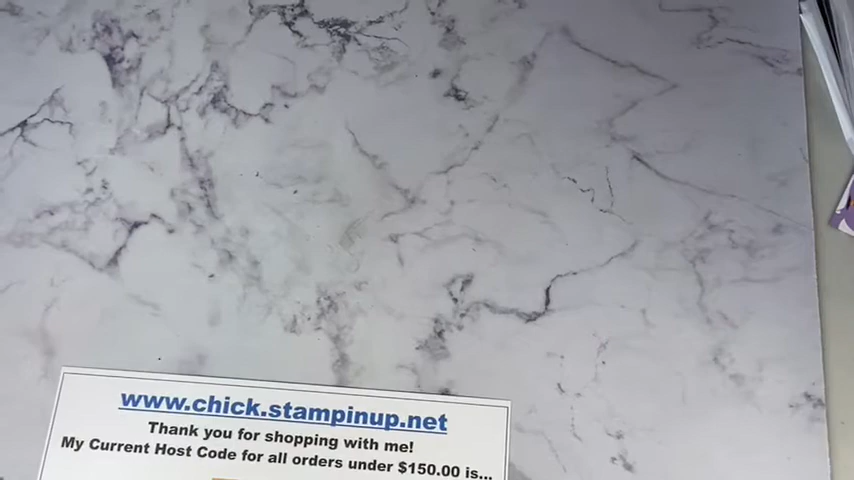 www.chick.stampinup.net
Thank you for shopping with me!
My Current Host Code for all orders under $150.00 is...